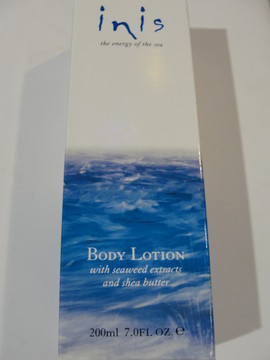 inis
the energy of the sea
BODY LOTION
with seaweed extracts
and shea butter
200ml 7.0FL OZ ℮